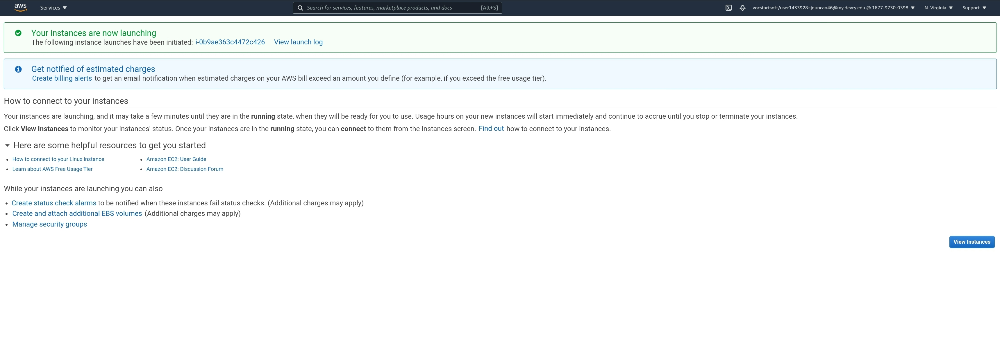 aws Services Search for services, features, marketplace products, and docs [Alt+S] vocstartsoft/user1433928=jduncan46@my.devry.edu @ 1677-9730-0398 N. Virginia Support
Your instances are now launching
The following instance launches have been initiated: i-0b9ae363c4472c426 View launch log
Get notified of estimated charges
Create billing alerts to get an email notification when estimated charges on your AWS bill exceed an amount you define (for example, if you exceed the free usage tier).
How to connect to your instances
Your instances are launching, and it may take a few minutes until they are in the running state, when they will be ready for you to use. Usage hours on your new instances will start immediately and continue to accrue until you stop or terminate your instances.
Click View Instances to monitor your instances' status. Once your instances are in the running state, you can connect to them from the Instances screen. Find out how to connect to your instances.
Here are some helpful resources to get you started
• How to connect to your Linux instance • Amazon EC2: User Guide
• Learn about AWS Free Usage Tier • Amazon EC2: Discussion Forum
While your instances are launching you can also
• Create status check alarms to be notified when these instances fail status checks. (Additional charges may apply)
• Create and attach additional EBS volumes (Additional charges may apply)
• Manage security groups
View Instances